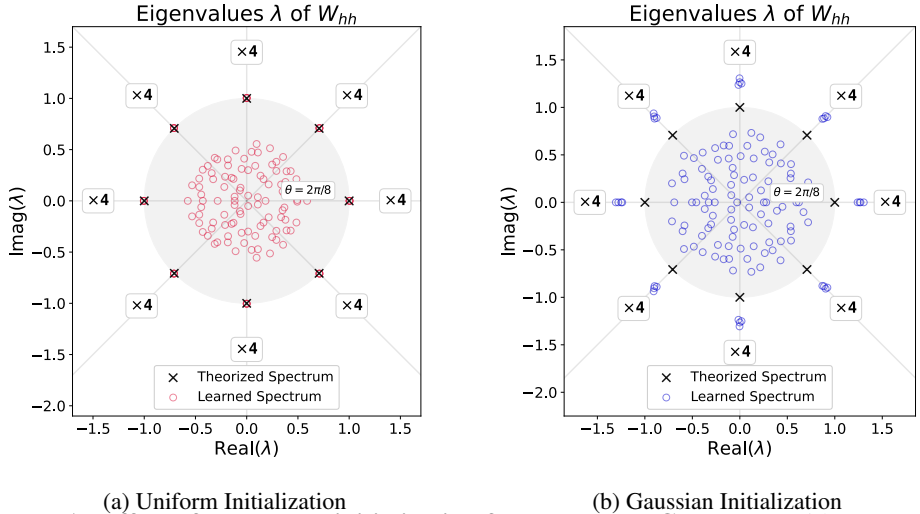 Eigenvalues λ of W_hh
Imag(λ)
1.5
1.0
0.5
0.0
−0.5
−1.0
−1.5
−2.0
×4
×4
×4
×4
×4
×4
×4
×4
θ = 2π/8
Theorized Spectrum
Learned Spectrum
−1.5 −1.0 −0.5 0.0 0.5 1.0 1.5
Real(λ)
(a) Uniform Initialization
Eigenvalues λ of W_hh
Imag(λ)
1.5
1.0
0.5
0.0
−0.5
−1.0
−1.5
−2.0
×4
×4
×4
×4
×4
×4
×4
×4
θ = 2π/8
Theorized Spectrum
Learned Spectrum
−1.5 −1.0 −0.5 0.0 0.5 1.0 1.5
Real(λ)
(b) Gaussian Initialization